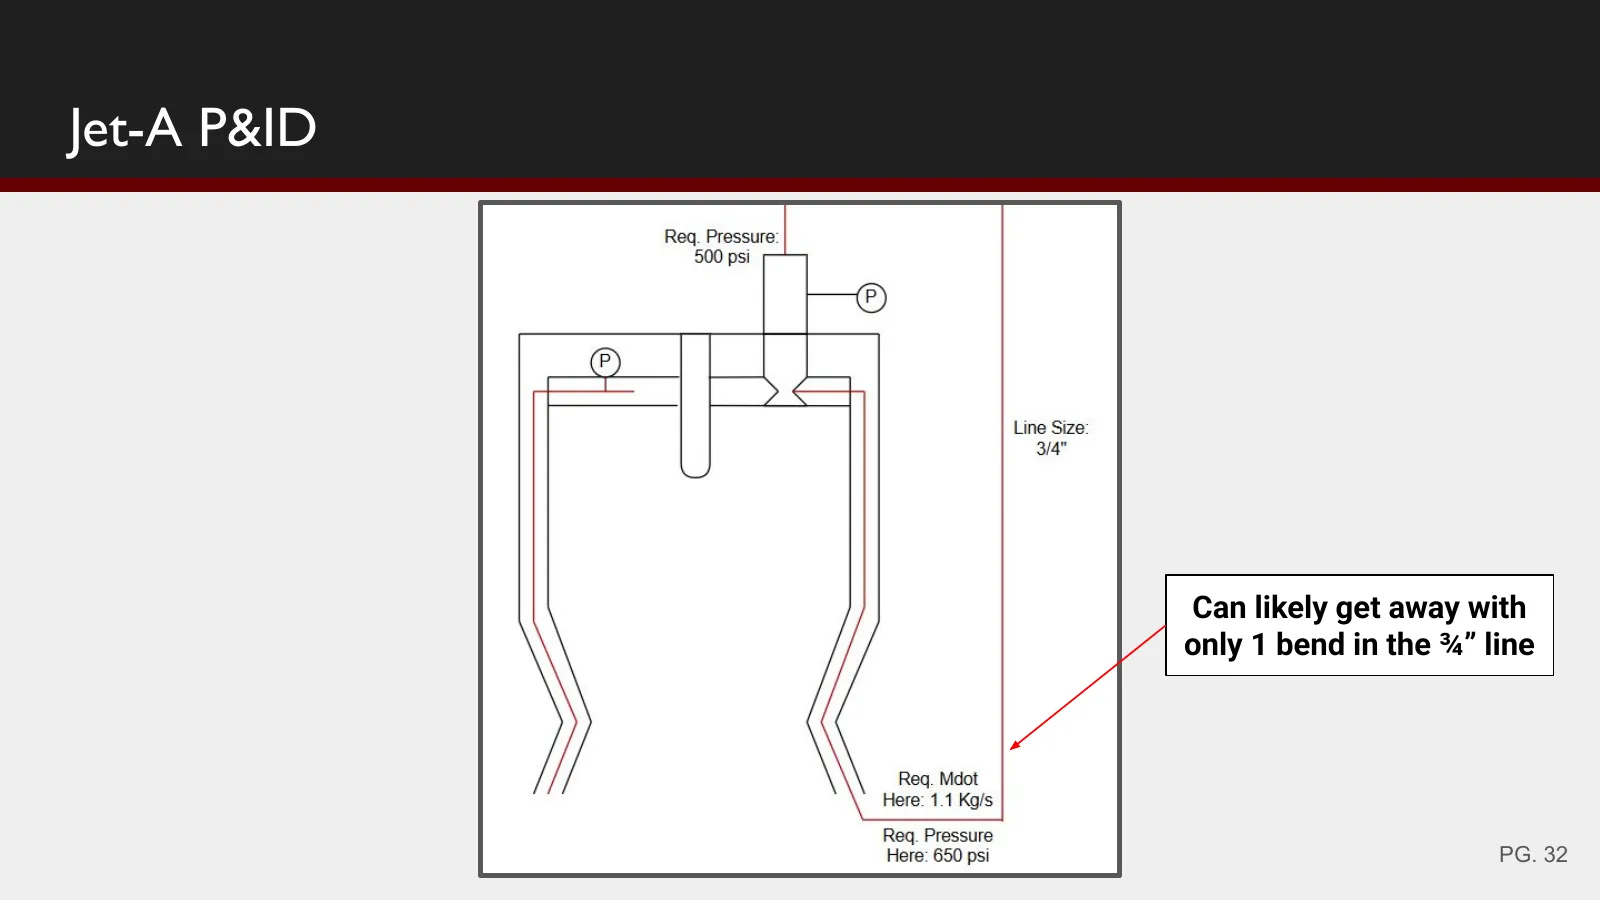 Jet-A P&ID
Req. Pressure:
500 psi
P
P
Line Size:
3/4"
Can likely get away with
only 1 bend in the ¾” line
Req. Mdot
Here: 1.1 Kg/s
Req. Pressure
Here: 650 psi
PG. 32